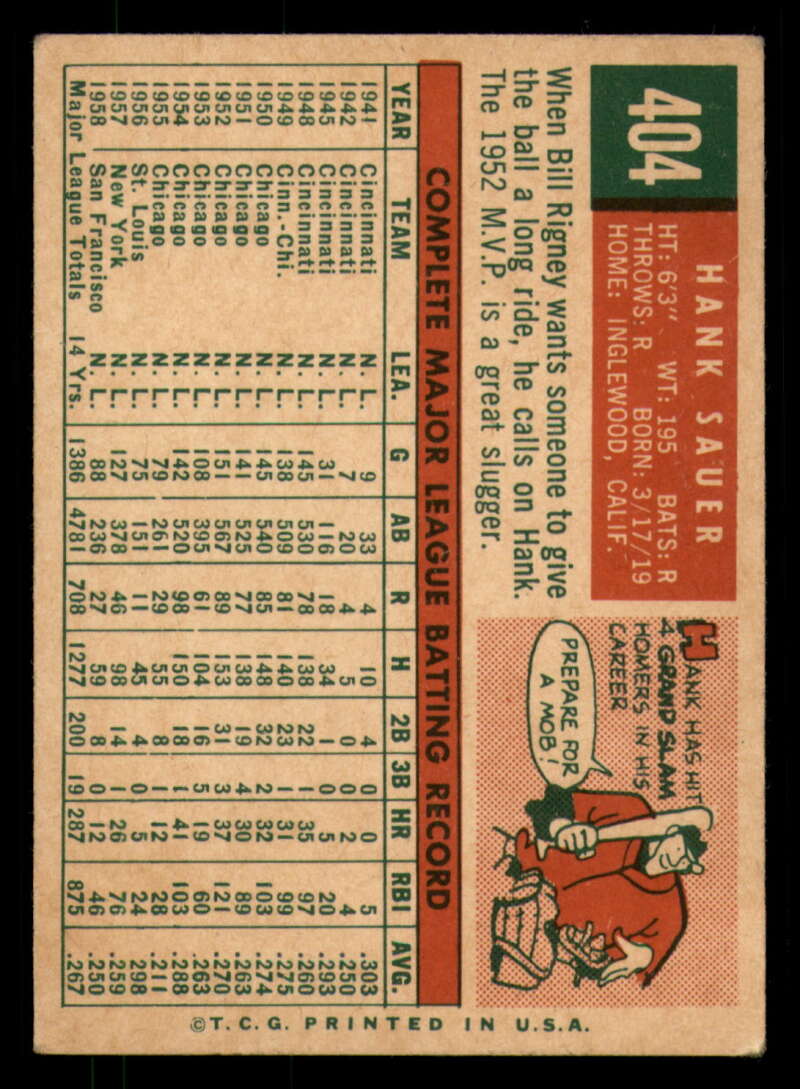 404
HANK SAUER
HT: 6'3" WT: 195 BATS: R
THROWS: R BORN: 3/17/19
HOME: INGLEWOOD, CALIF.
When Bill Rigney wants someone to give
the ball a long ride, he calls on Hank.
The 1952 M.V.P. is a great slugger.
HANK HAS HIT
4 GRAND SLAM
HOMERS IN HIS
CAREER
PREPARE FOR
A MOB!
COMPLETE MAJOR LEAGUE BATTING RECORD
YEAR TEAM LEA. G AB R H 2B 3B HR RBI AVG.
1941 Cincinnati N. L. 9 33 4 10 4 0 0 5 .303
1942 Cincinnati N. L. 7 20 4 5 0 0 2 4 .250
1945 Cincinnati N. L. 31 116 18 34 1 0 5 20 .293
1948 Cincinnati N. L. 145 530 78 138 22 1 35 97 .260
1949 Cinn.-Chi. N. L. 138 509 81 140 23 1 31 99 .275
1950 Chicago N. L. 145 540 85 148 32 2 32 103 .274
1951 Chicago N. L. 141 525 77 138 19 4 30 89 .263
1952 Chicago N. L. 151 567 89 153 31 3 37 121 .270
1953 Chicago N. L. 108 395 61 104 16 5 19 60 .263
1954 Chicago N. L. 142 520 98 150 18 1 41 103 .288
1955 Chicago N. L. 79 261 29 55 8 1 12 28 .211
1956 St. Louis N. L. 75 151 11 45 4 0 5 24 .298
1957 New York N. L. 127 378 46 98 14 1 26 76 .259
1958 San Francisco N. L. 88 236 27 59 8 0 12 46 .250
Major League Totals 14 Yrs. 1386 4781 708 1277 200 19 287 875 .267
©T.C.G. PRINTED IN U.S.A.